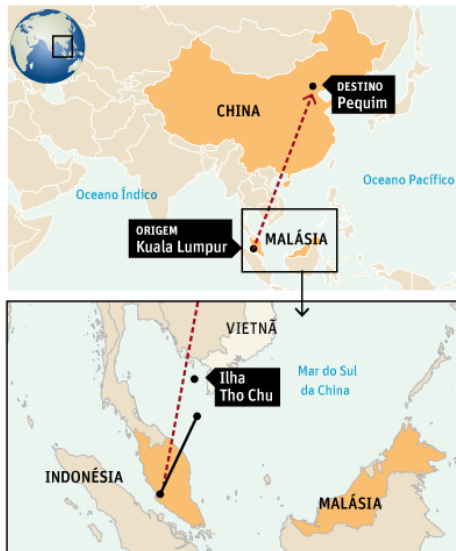 DESTINO
Pequim
CHINA
Oceano Pacífico
Oceano Índico
ORIGEM
Kuala Lumpur
MALÁSIA
VIETNÃ
Ilha
Tho Chu
Mar do Sul
da China
INDONÉSIA
MALÁSIA